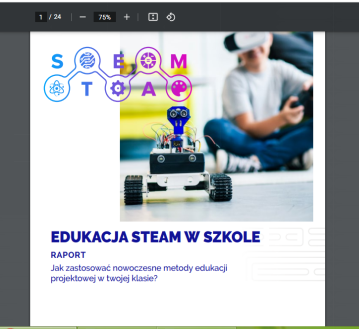 1 / 24 | − 75% +
S E M
T A
EDUKACJA STEAM W SZKOLE
RAPORT
Jak zastosować nowoczesne metody edukacji
projektowej w twojej klasie?